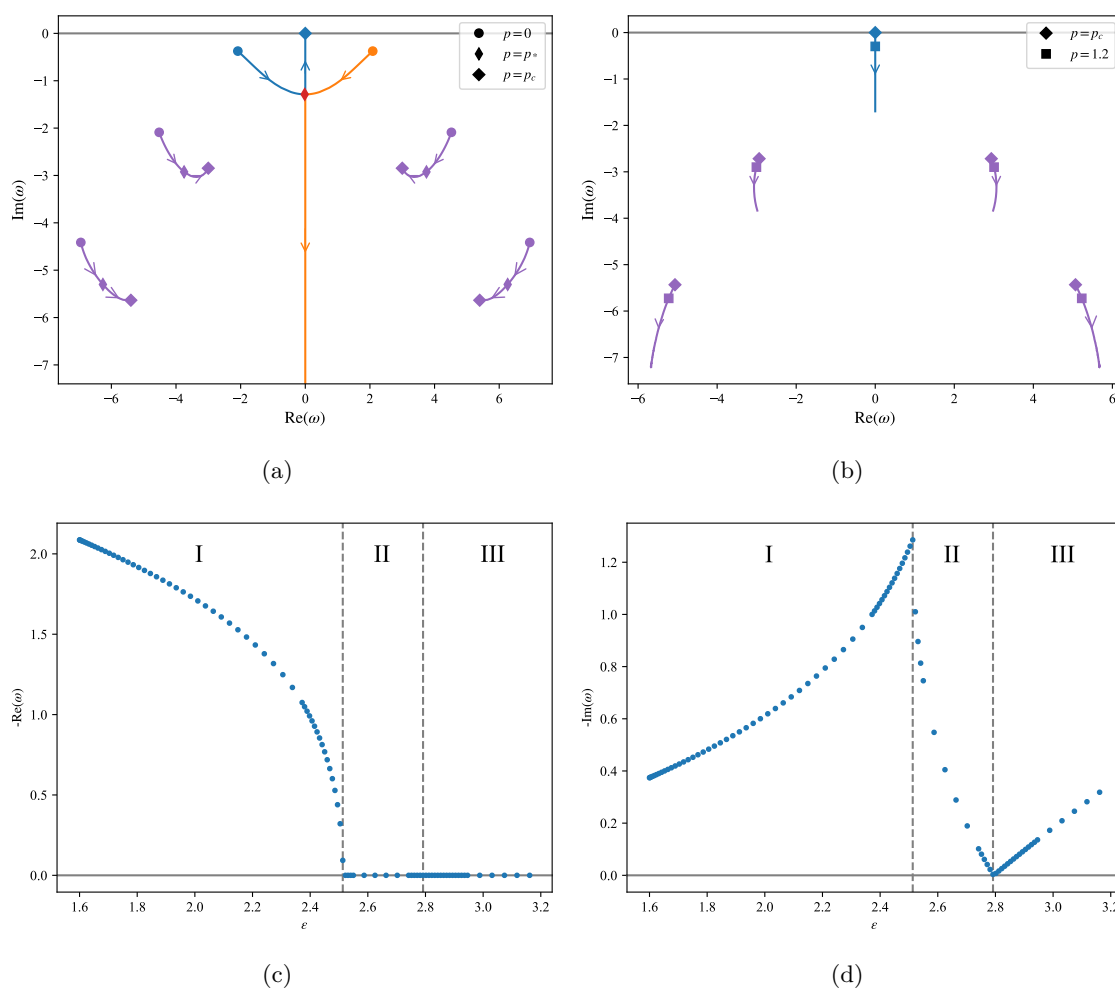 0
−1
−2
−3
−4
−5
−6
−7
Im(ω)
−6
−4
−2
0
2
4
6
Re(ω)
p = 0
p = p*
p = pc
(a)
0
−1
−2
−3
−4
−5
−6
−7
Im(ω)
−6
−4
−2
0
2
4
6
Re(ω)
p = pc
p = 1.2
(b)
2.0
1.5
1.0
0.5
0.0
-Re(ω)
I
II
III
1.6
1.8
2.0
2.2
2.4
2.6
2.8
3.0
3.2
ε
(c)
1.2
1.0
0.8
0.6
0.4
0.2
0.0
-Im(ω)
I
II
III
1.6
1.8
2.0
2.2
2.4
2.6
2.8
3.0
3.2
ε
(d)